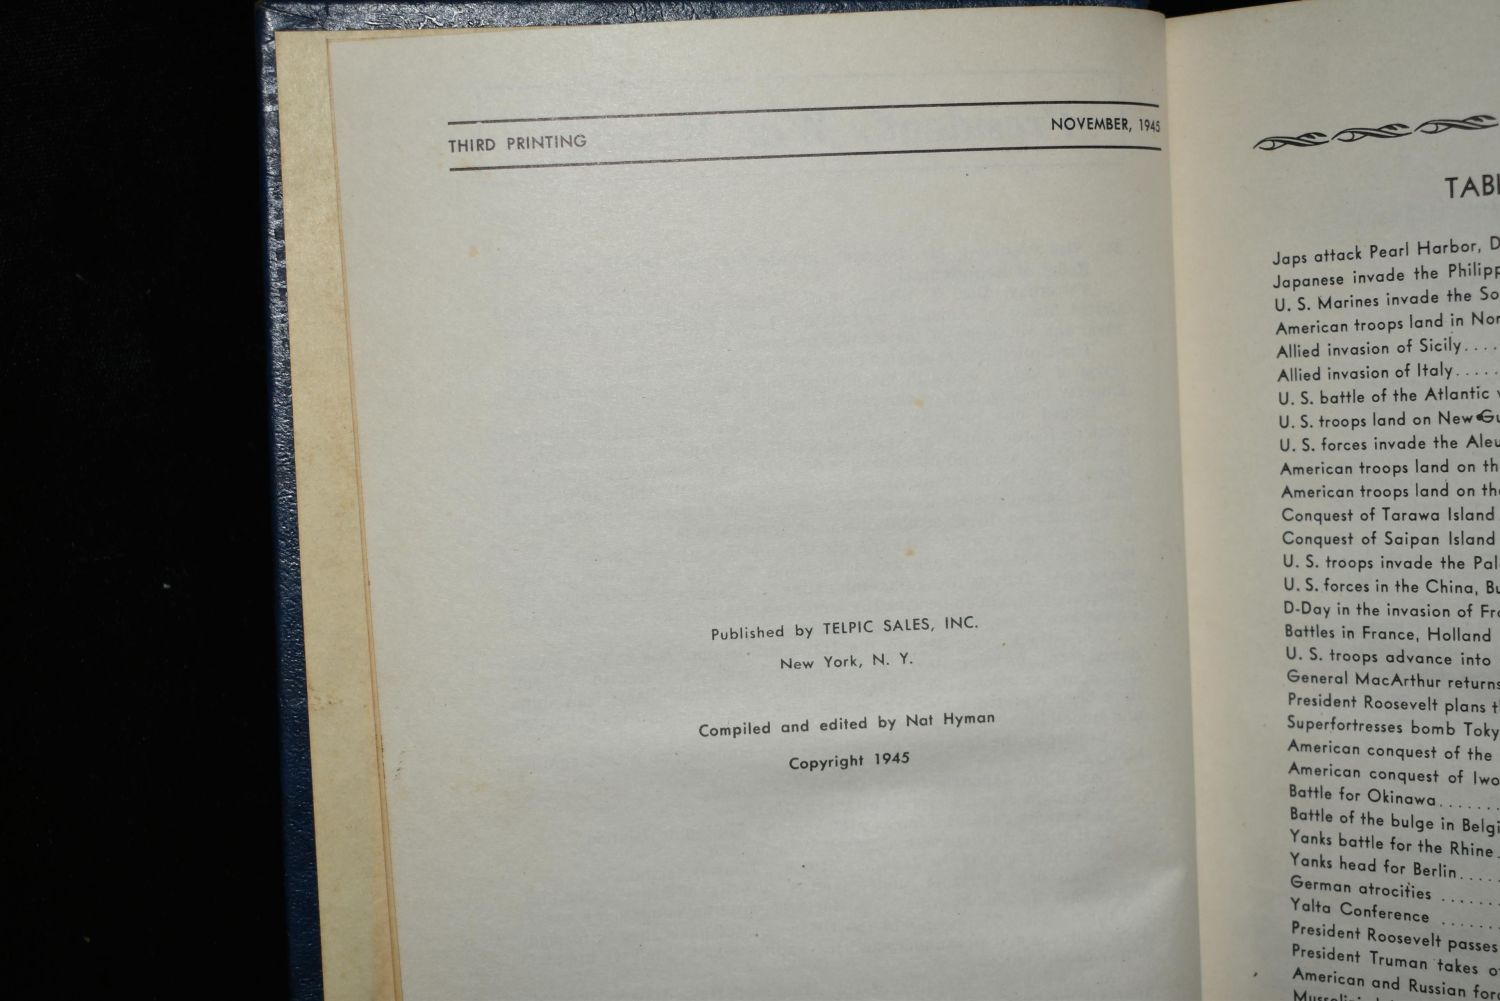 THIRD PRINTING NOVEMBER, 1945
Published by TELPIC SALES, INC.
New York, N. Y.
Compiled and edited by Nat Hyman
Copyright 1945
Japs attack Pearl Harbor,
Japanese invade the
U. S. Marines invade the
American troops land in
Allied invasion of Sicily....
Allied invasion of Italy.....
U. S. battle of the Atlantic
U. S. troops land on New
U. S. forces invade the
American troops land on
American troops land on
Conquest of Tarawa Island
Conquest of Saipan Island
U. S. troops invade the
U. S. forces in the China,
D-Day in the invasion of
Battles in France, Holland
U. S. troops advance into
General MacArthur returns
President Roosevelt plans
Superfortresses bomb
American conquest of the
American conquest of
Battle for Okinawa.......
Battle of the bulge in
Yanks battle for the Rhine
Yanks head for Berlin.....
German atrocities .......
Yalta Conference .......
President Roosevelt passes
President Truman takes
American and Russian